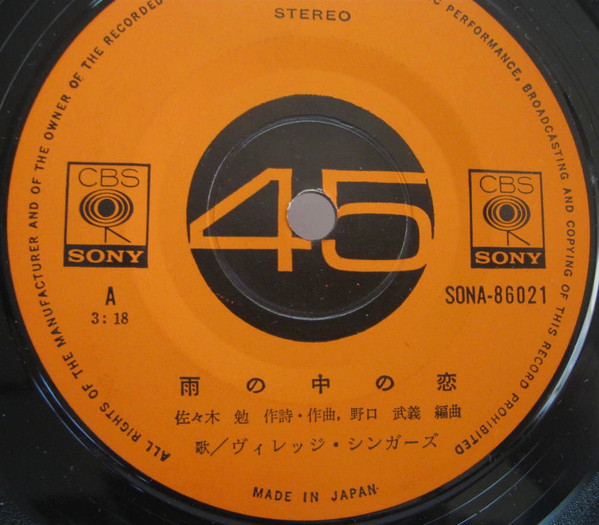 STEREO
ALL RIGHTS OF THE MANUFACTURER AND OF THE OWNER OF THE RECORDED
PERFORMANCE, BROADCASTING AND COPYING OF THIS RECORD PROHIBITED
45
CBS
SONY
CBS
SONY
A
3:18
SONA-86021
雨の中の恋
佐々木 勉 作詩・作曲, 野口 武義 編曲
歌/ヴィレッジ・シンガーズ
MADE IN JAPAN